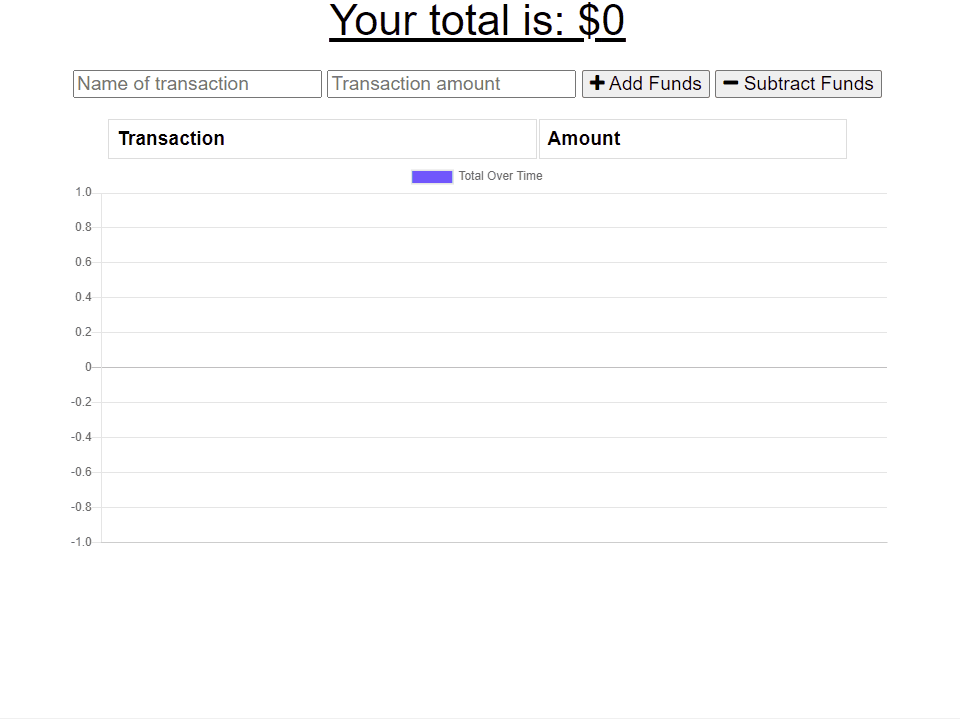 Your total is: $0
Name of transaction Transaction amount Add Funds Subtract Funds
Transaction Amount
Total Over Time
1.0
0.8
0.6
0.4
0.2
0
-0.2
-0.4
-0.6
-0.8
-1.0